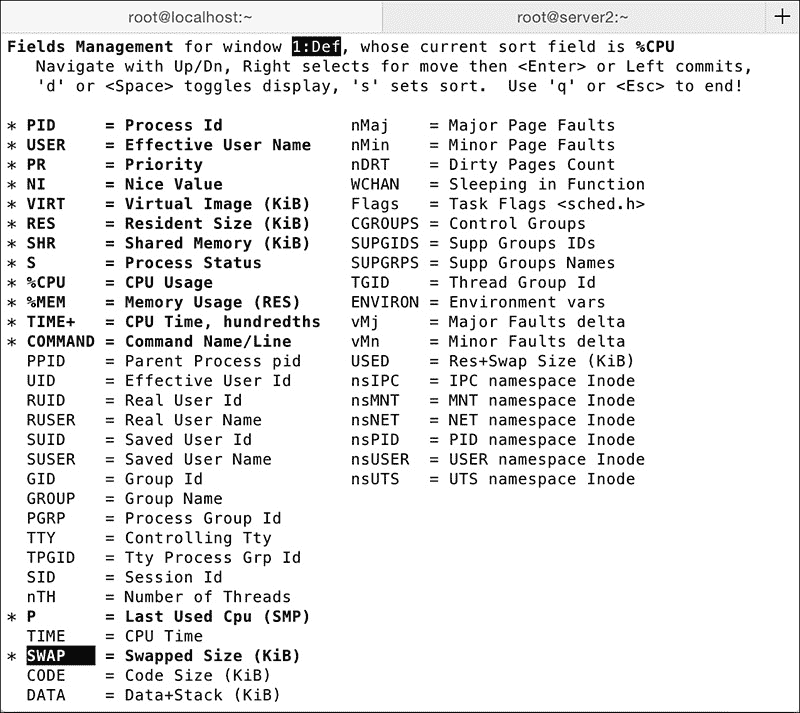 root@localhost:~ root@server2:~ +
Fields Management for window 1:Def, whose current sort field is %CPU
Navigate with Up/Dn, Right selects for move then <Enter> or Left commits,
'd' or <Space> toggles display, 's' sets sort. Use 'q' or <Esc> to end!
* PID = Process Id nMaj = Major Page Faults
* USER = Effective User Name nMin = Minor Page Faults
* PR = Priority nDRT = Dirty Pages Count
* NI = Nice Value WCHAN = Sleeping in Function
* VIRT = Virtual Image (KiB) Flags = Task Flags <sched.h>
* RES = Resident Size (KiB) CGROUPS = Control Groups
* SHR = Shared Memory (KiB) SUPGIDS = Supp Groups IDs
* S = Process Status SUPGRPS = Supp Groups Names
* %CPU = CPU Usage TGID = Thread Group Id
* %MEM = Memory Usage (RES) ENVIRON = Environment vars
* TIME+ = CPU Time, hundredths vMj = Major Faults delta
* COMMAND = Command Name/Line vMn = Minor Faults delta
PPID = Parent Process pid USED = Res+Swap Size (KiB)
UID = Effective User Id nsIPC = IPC namespace Inode
RUID = Real User Id nsMNT = MNT namespace Inode
RUSER = Real User Name nsNET = NET namespace Inode
SUID = Saved User Id nsPID = PID namespace Inode
SUSER = Saved User Name nsUSER = USER namespace Inode
GID = Group Id nsUTS = UTS namespace Inode
GROUP = Group Name
PGRP = Process Group Id
TTY = Controlling Tty
TPGID = Tty Process Grp Id
SID = Session Id
nTH = Number of Threads
* P = Last Used Cpu (SMP)
TIME = CPU Time
* SWAP = Swapped Size (KiB)
CODE = Code Size (KiB)
DATA = Data+Stack (KiB)